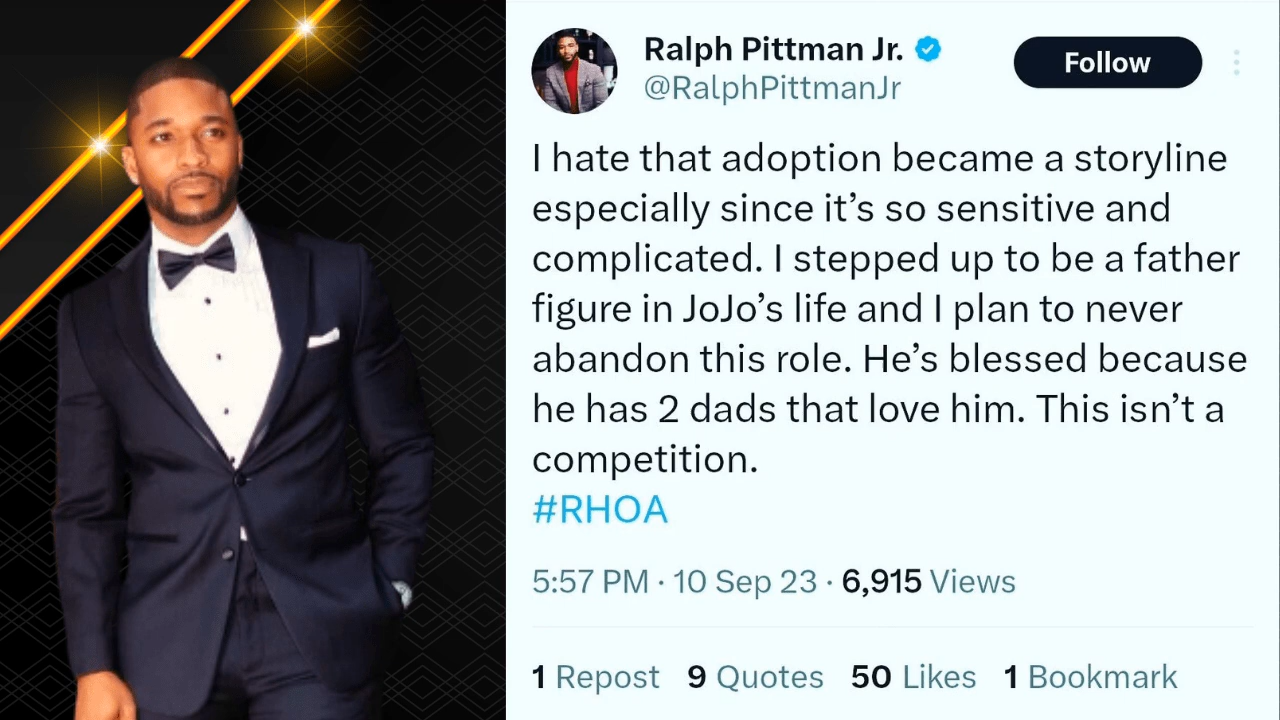 Ralph Pittman Jr.
@RalphPittmanJr
Follow
I hate that adoption became a storyline
especially since it’s so sensitive and
complicated. I stepped up to be a father
figure in JoJo’s life and I plan to never
abandon this role. He’s blessed because
he has 2 dads that love him. This isn’t a
competition.
#RHOA
5:57 PM · 10 Sep 23 · 6,915 Views
1 Repost 9 Quotes 50 Likes 1 Bookmark